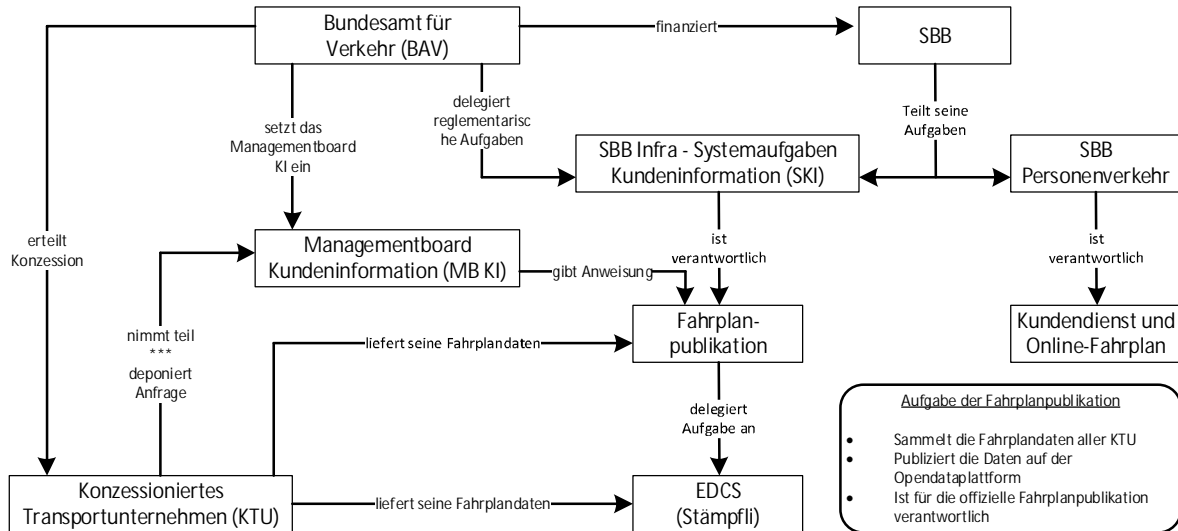 Bundesamt für
Verkehr (BAV)
finanziert
SBB
delegiert
reglementarisc
he Aufgaben
setzt das
Managementboard
KI ein
Teilt seine
Aufgaben
SBB Infra - Systemaufgaben
Kundeninformation (SKI)
SBB
Personenverkehr
erteilt
Konzession
Managementboard
Kundeninformation (MB KI)
gibt Anweisung
ist
verantwortlich
ist
verantwortlich
nimmt teil
***
deponiert
Anfrage
liefert seine Fahrplandaten
Fahrplan-
publikation
Kundendienst und
Online-Fahrplan
delegiert
Aufgabe an
Aufgabe der Fahrplanpublikation
• Sammelt die Fahrplandaten aller KTU
• Publiziert die Daten auf der
Opendataplattform
• Ist für die offizielle Fahrplanpublikation
verantwortlich
Konzessioniertes
Transportunternehmen (KTU)
liefert seine Fahrplandaten
EDCS
(Stämpfli)